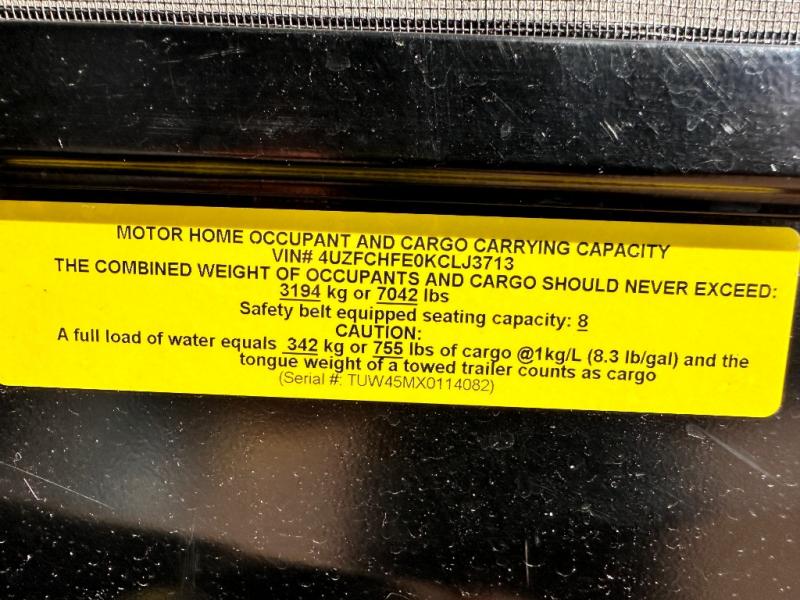 MOTOR HOME OCCUPANT AND CARGO CARRYING CAPACITY
VIN# 4UZFCHFE0KCLJ3713
THE COMBINED WEIGHT OF OCCUPANTS AND CARGO SHOULD NEVER EXCEED:
3194 kg or 7042 lbs
Safety belt equipped seating capacity: 8
CAUTION:
A full load of water equals 342 kg or 755 lbs of cargo @1kg/L (8.3 lb/gal) and the
tongue weight of a towed trailer counts as cargo
(Serial #: TUW45MX0114082)